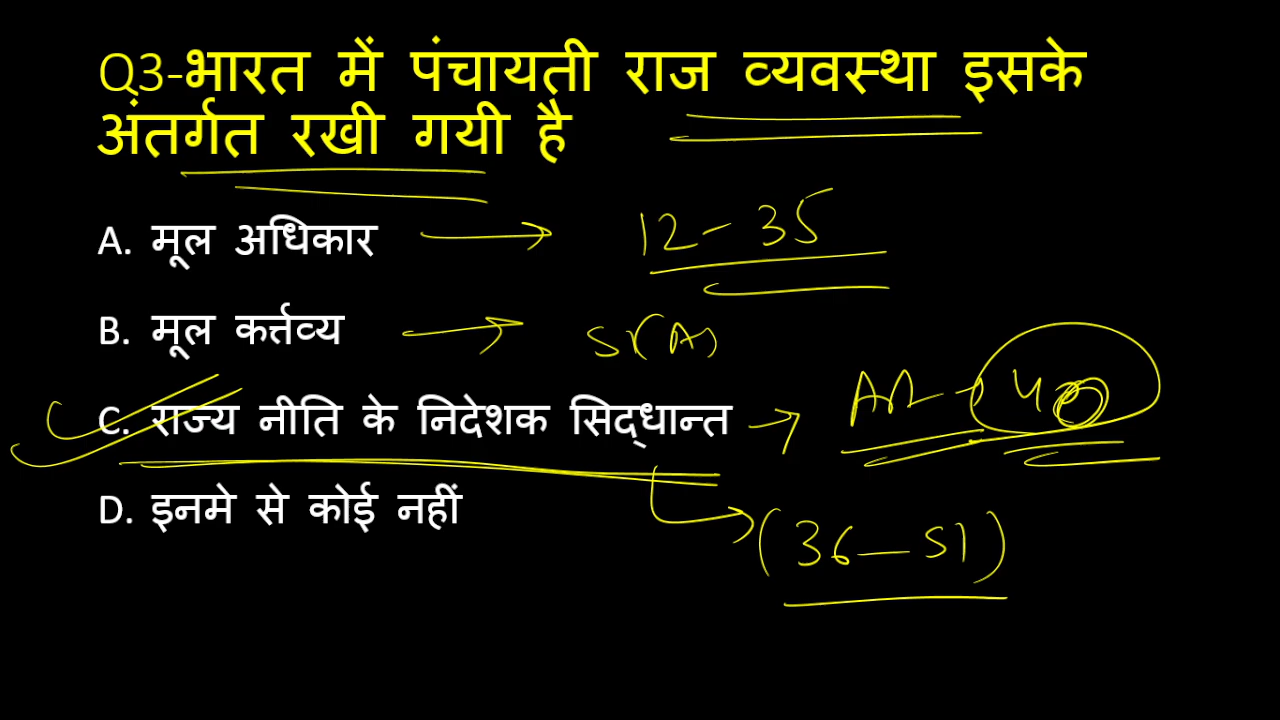 Q3-भारत में पंचायती राज व्यवस्था इसके
अंतर्गत रखी गयी है
A. मूल अधिकार
12-35
B. मूल कर्त्तव्य
51(A)
C. राज्य नीति के निदेशक सिद्धान्त
Art 40
D. इनमे से कोई नहीं
(36-51)